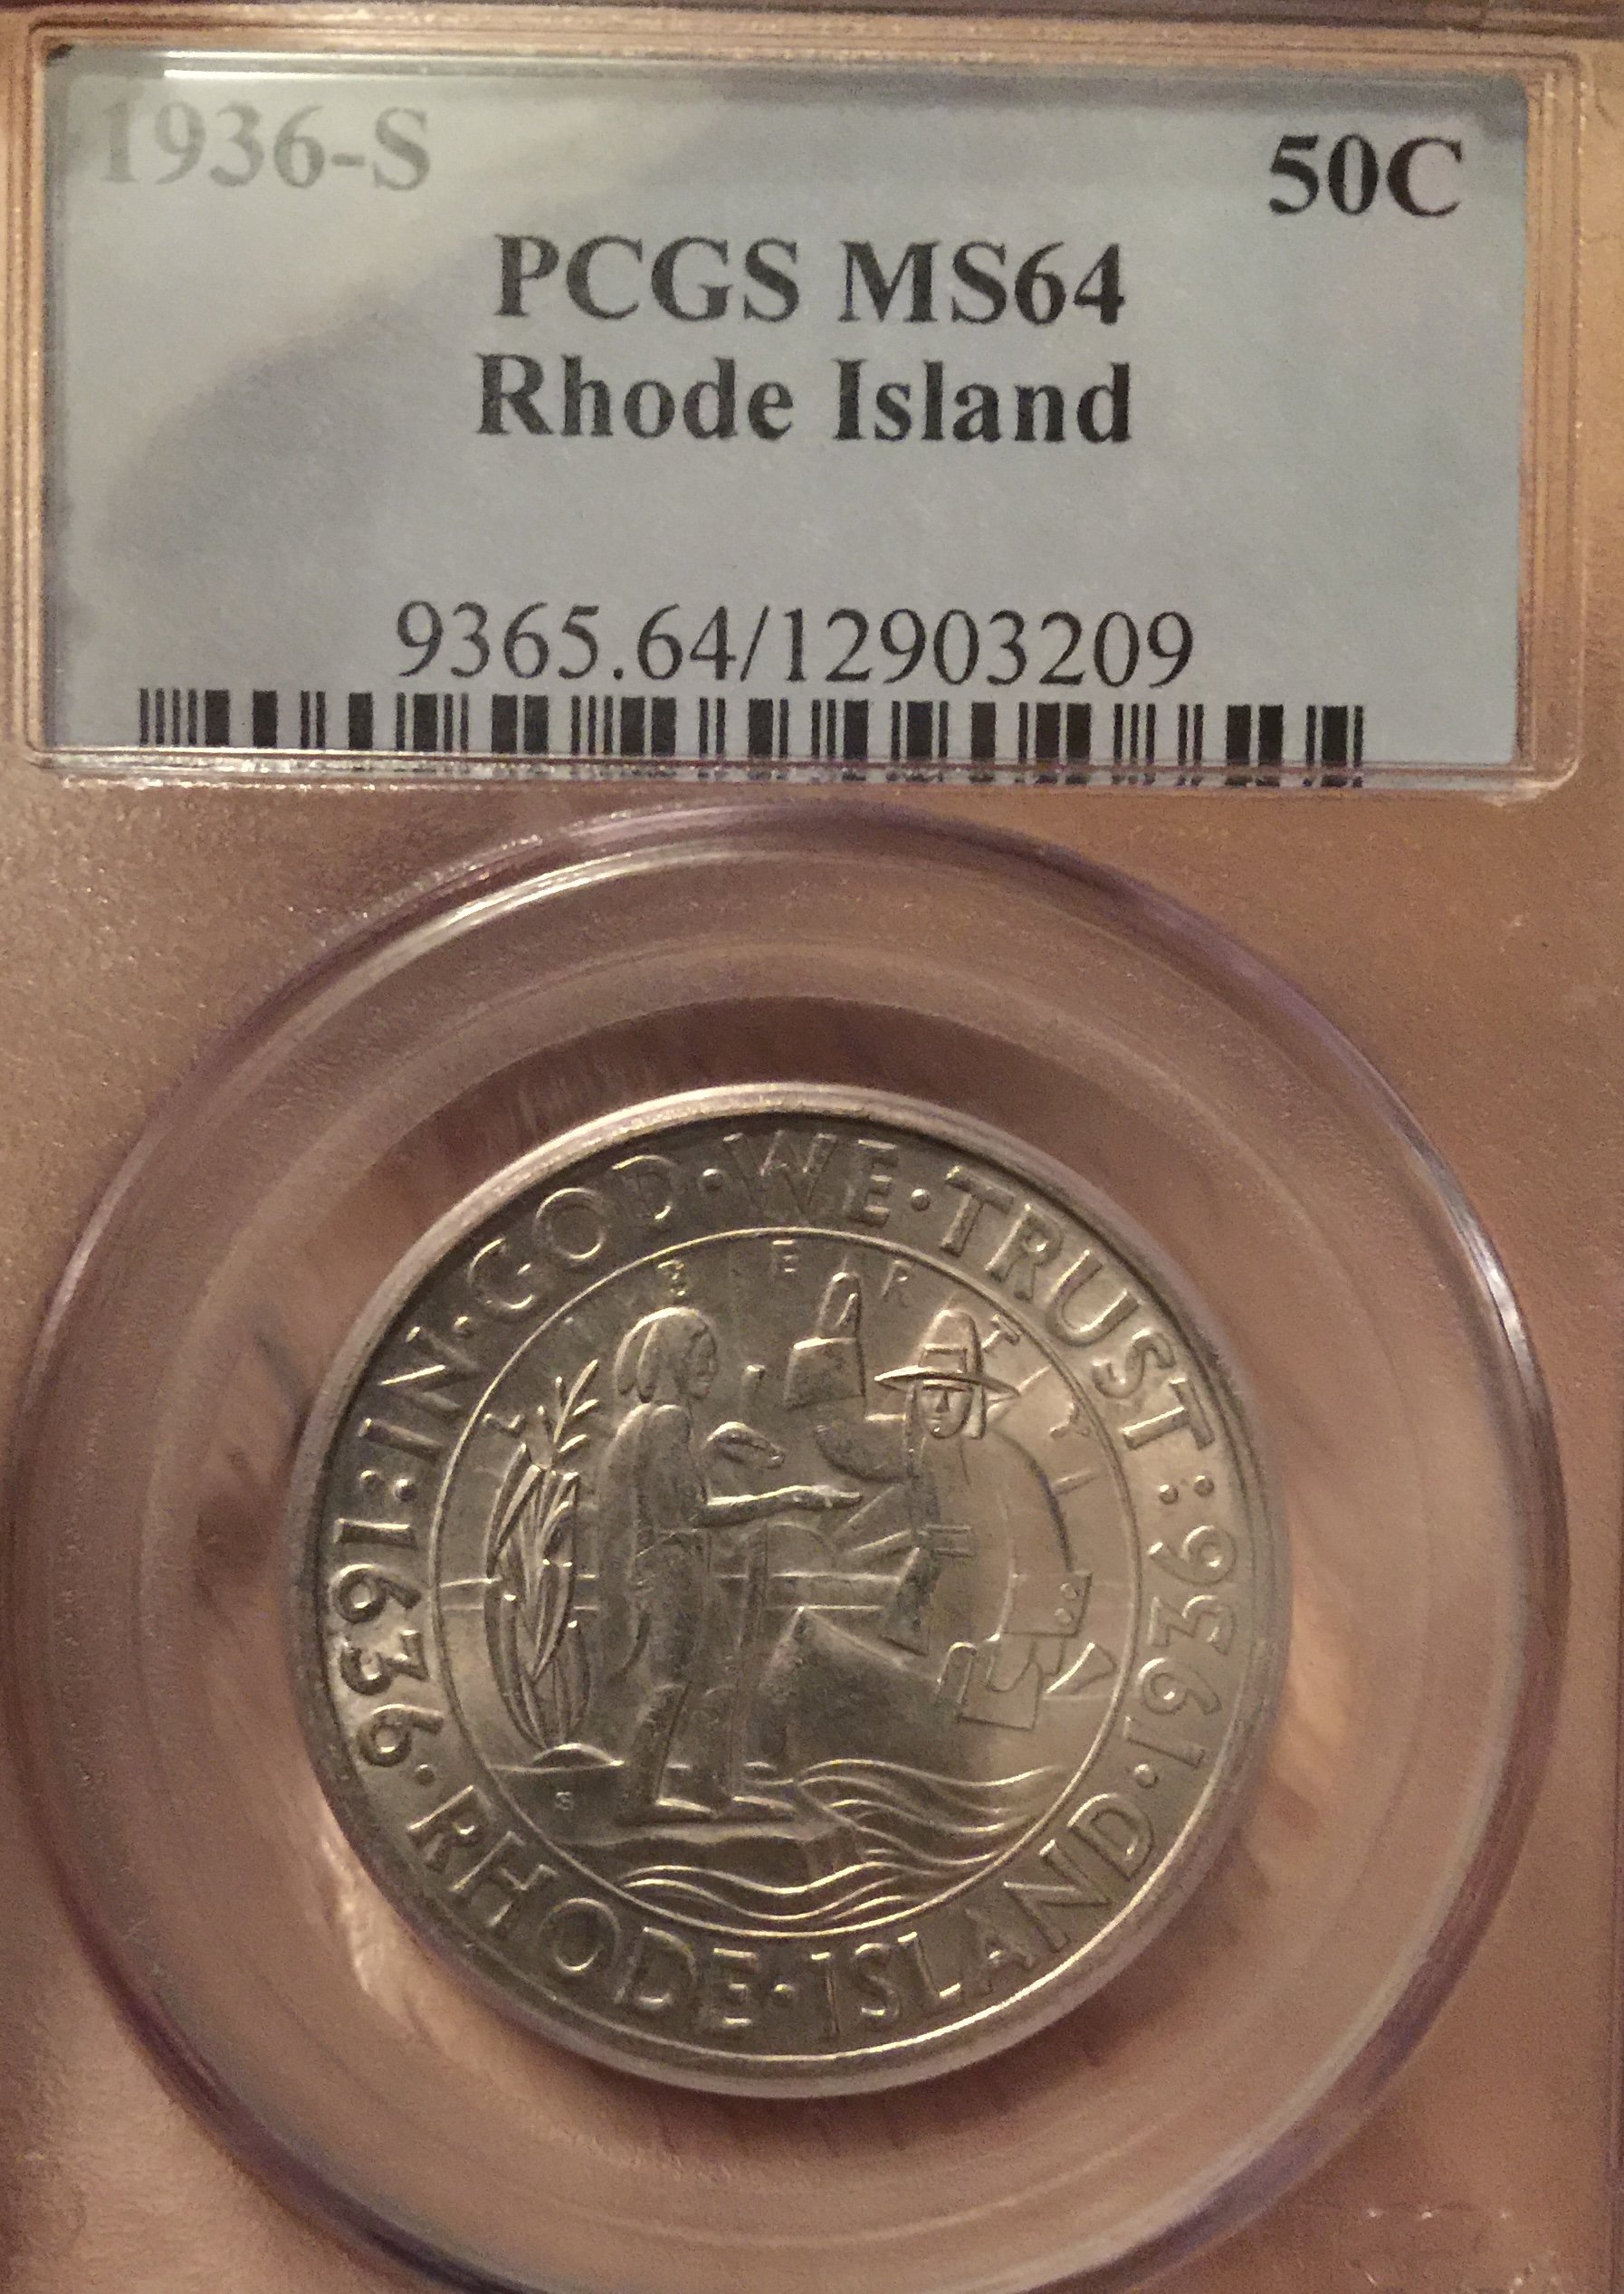 1936-S
50C
PCGS MS64
Rhode Island
9365.64/12903209
1636:IN·GOD·WE·TRUST:1936
·RHODE·ISLAND·
LIBERTY
S